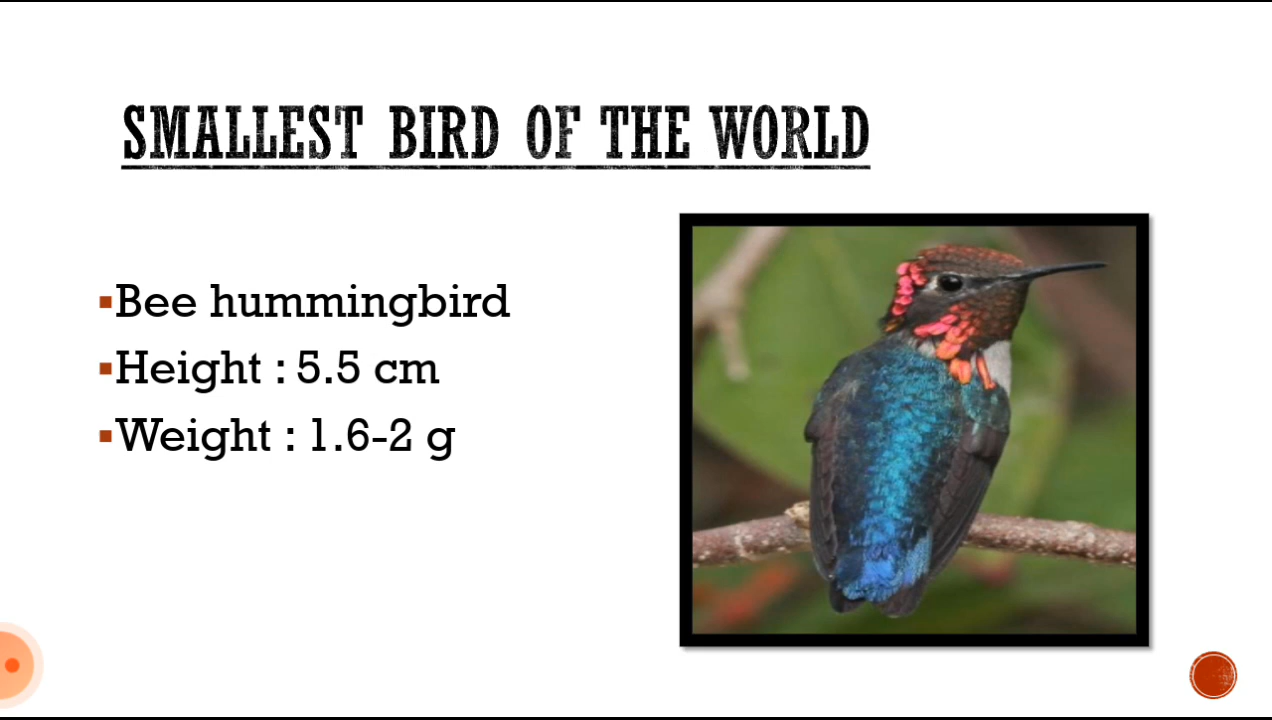 SMALLEST BIRD OF THE WORLD
Bee hummingbird
Height : 5.5 cm
Weight : 1.6-2 g